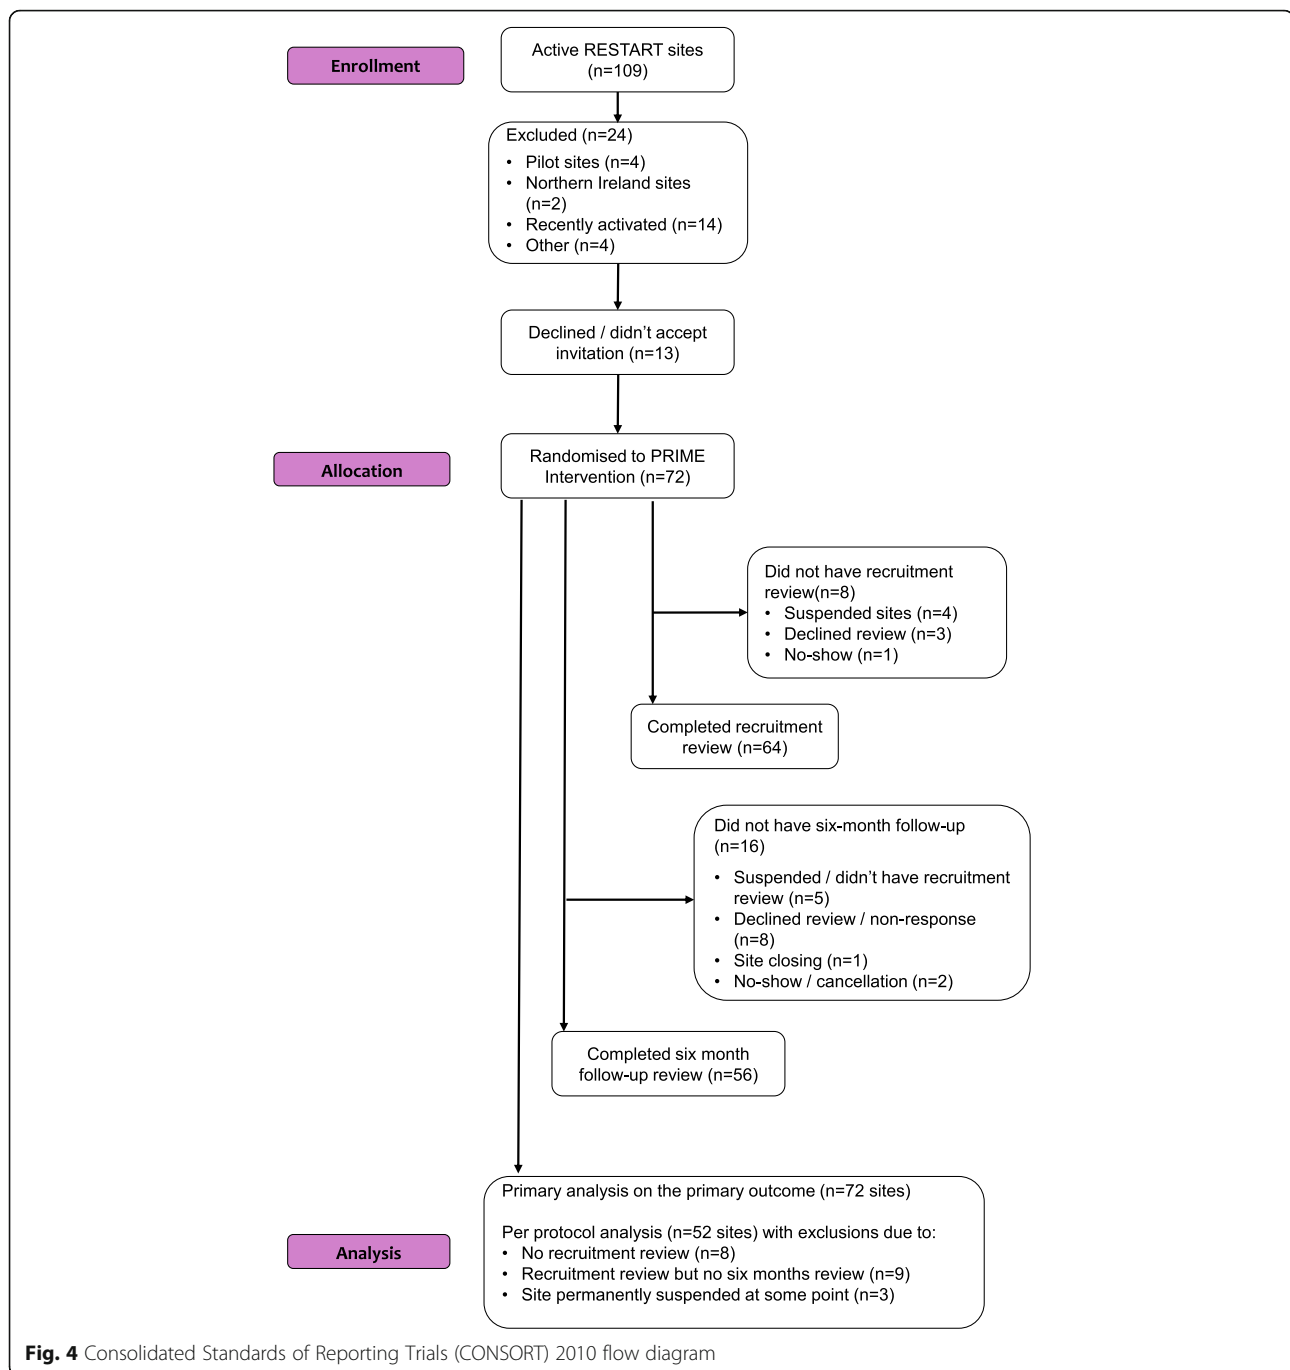 Enrollment
Active RESTART sites
(n=109)
Excluded (n=24)
• Pilot sites (n=4)
• Northern Ireland sites
(n=2)
• Recently activated (n=14)
• Other (n=4)
Declined / didn’t accept
invitation (n=13)
Allocation
Randomised to PRIME
Intervention (n=72)
Did not have recruitment
review(n=8)
• Suspended sites (n=4)
• Declined review (n=3)
• No-show (n=1)
Completed recruitment
review (n=64)
Did not have six-month follow-up
(n=16)
• Suspended / didn’t have recruitment
review (n=5)
• Declined review / non-response
(n=8)
• Site closing (n=1)
• No-show / cancellation (n=2)
Completed six month
follow-up review (n=56)
Analysis
Primary analysis on the primary outcome (n=72 sites)
Per protocol analysis (n=52 sites) with exclusions due to:
• No recruitment review (n=8)
• Recruitment review but no six months review (n=9)
• Site permanently suspended at some point (n=3)
Fig. 4 Consolidated Standards of Reporting Trials (CONSORT) 2010 flow diagram